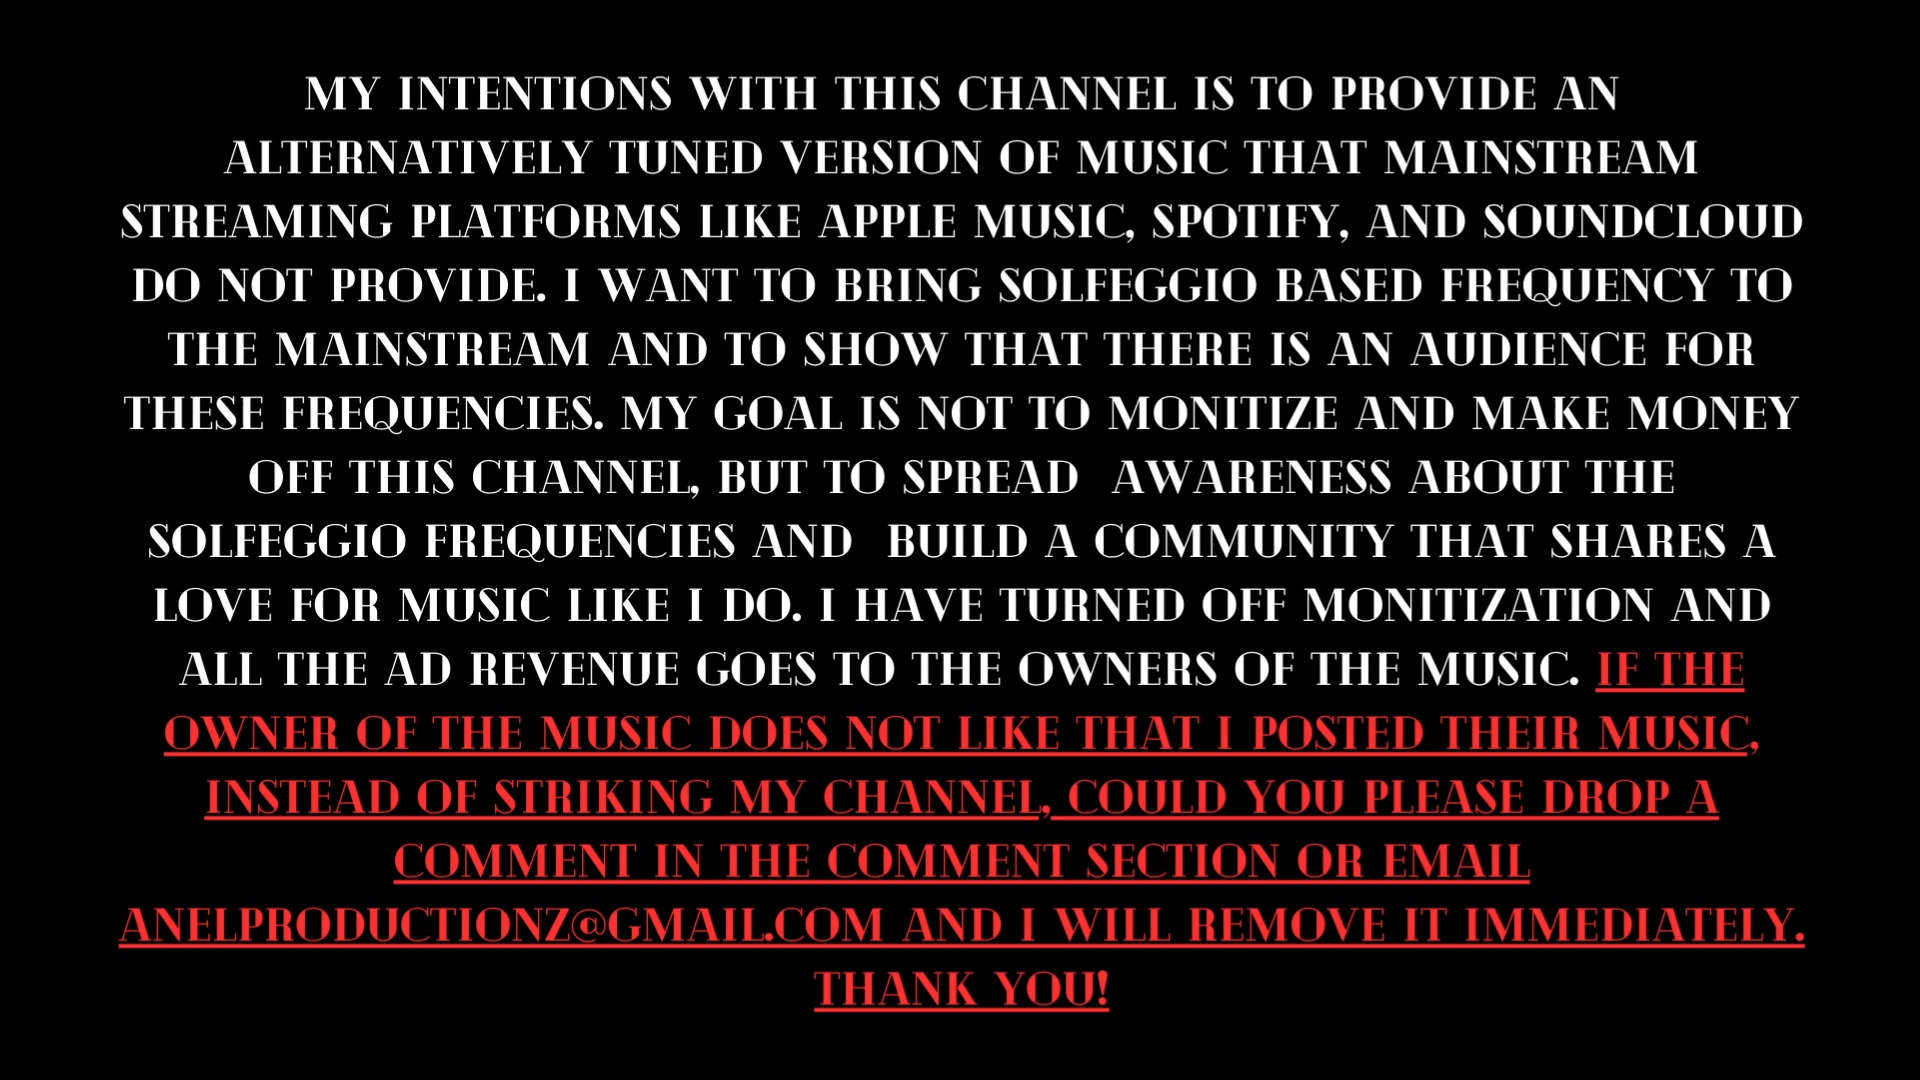 MY INTENTIONS WITH THIS CHANNEL IS TO PROVIDE AN
ALTERNATIVELY TUNED VERSION OF MUSIC THAT MAINSTREAM
STREAMING PLATFORMS LIKE APPLE MUSIC, SPOTIFY, AND SOUNDCLOUD
DO NOT PROVIDE. I WANT TO BRING SOLFEGGIO BASED FREQUENCY TO
THE MAINSTREAM AND TO SHOW THAT THERE IS AN AUDIENCE FOR
THESE FREQUENCIES. MY GOAL IS NOT TO MONITIZE AND MAKE MONEY
OFF THIS CHANNEL, BUT TO SPREAD AWARENESS ABOUT THE
SOLFEGGIO FREQUENCIES AND BUILD A COMMUNITY THAT SHARES A
LOVE FOR MUSIC LIKE I DO. I HAVE TURNED OFF MONITIZATION AND
ALL THE AD REVENUE GOES TO THE OWNERS OF THE MUSIC. IF THE
OWNER OF THE MUSIC DOES NOT LIKE THAT I POSTED THEIR MUSIC,
INSTEAD OF STRIKING MY CHANNEL, COULD YOU PLEASE DROP A
COMMENT IN THE COMMENT SECTION OR EMAIL
ANELPRODUCTIONZ@GMAIL.COM AND I WILL REMOVE IT IMMEDIATELY.
THANK YOU!